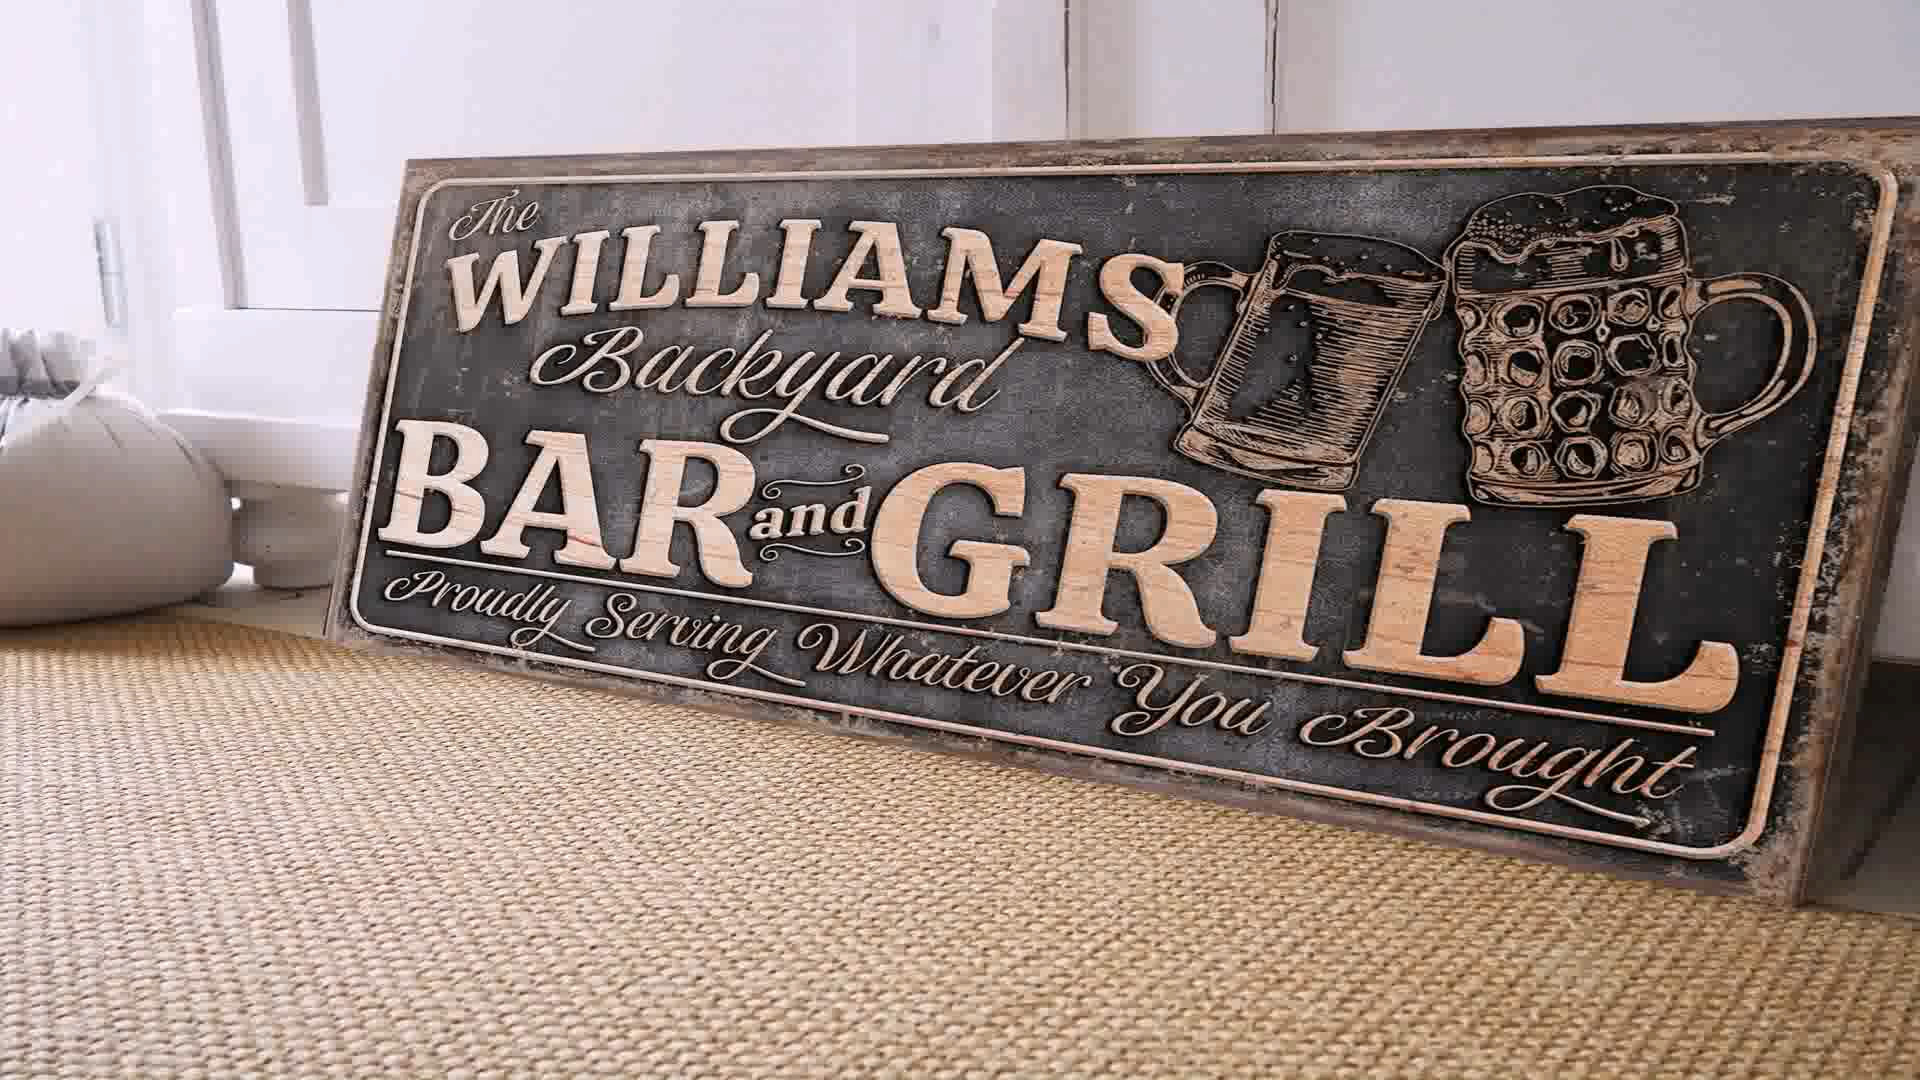 The
WILLIAMS
Backyard
BAR and GRILL
Proudly Serving Whatever You Brought